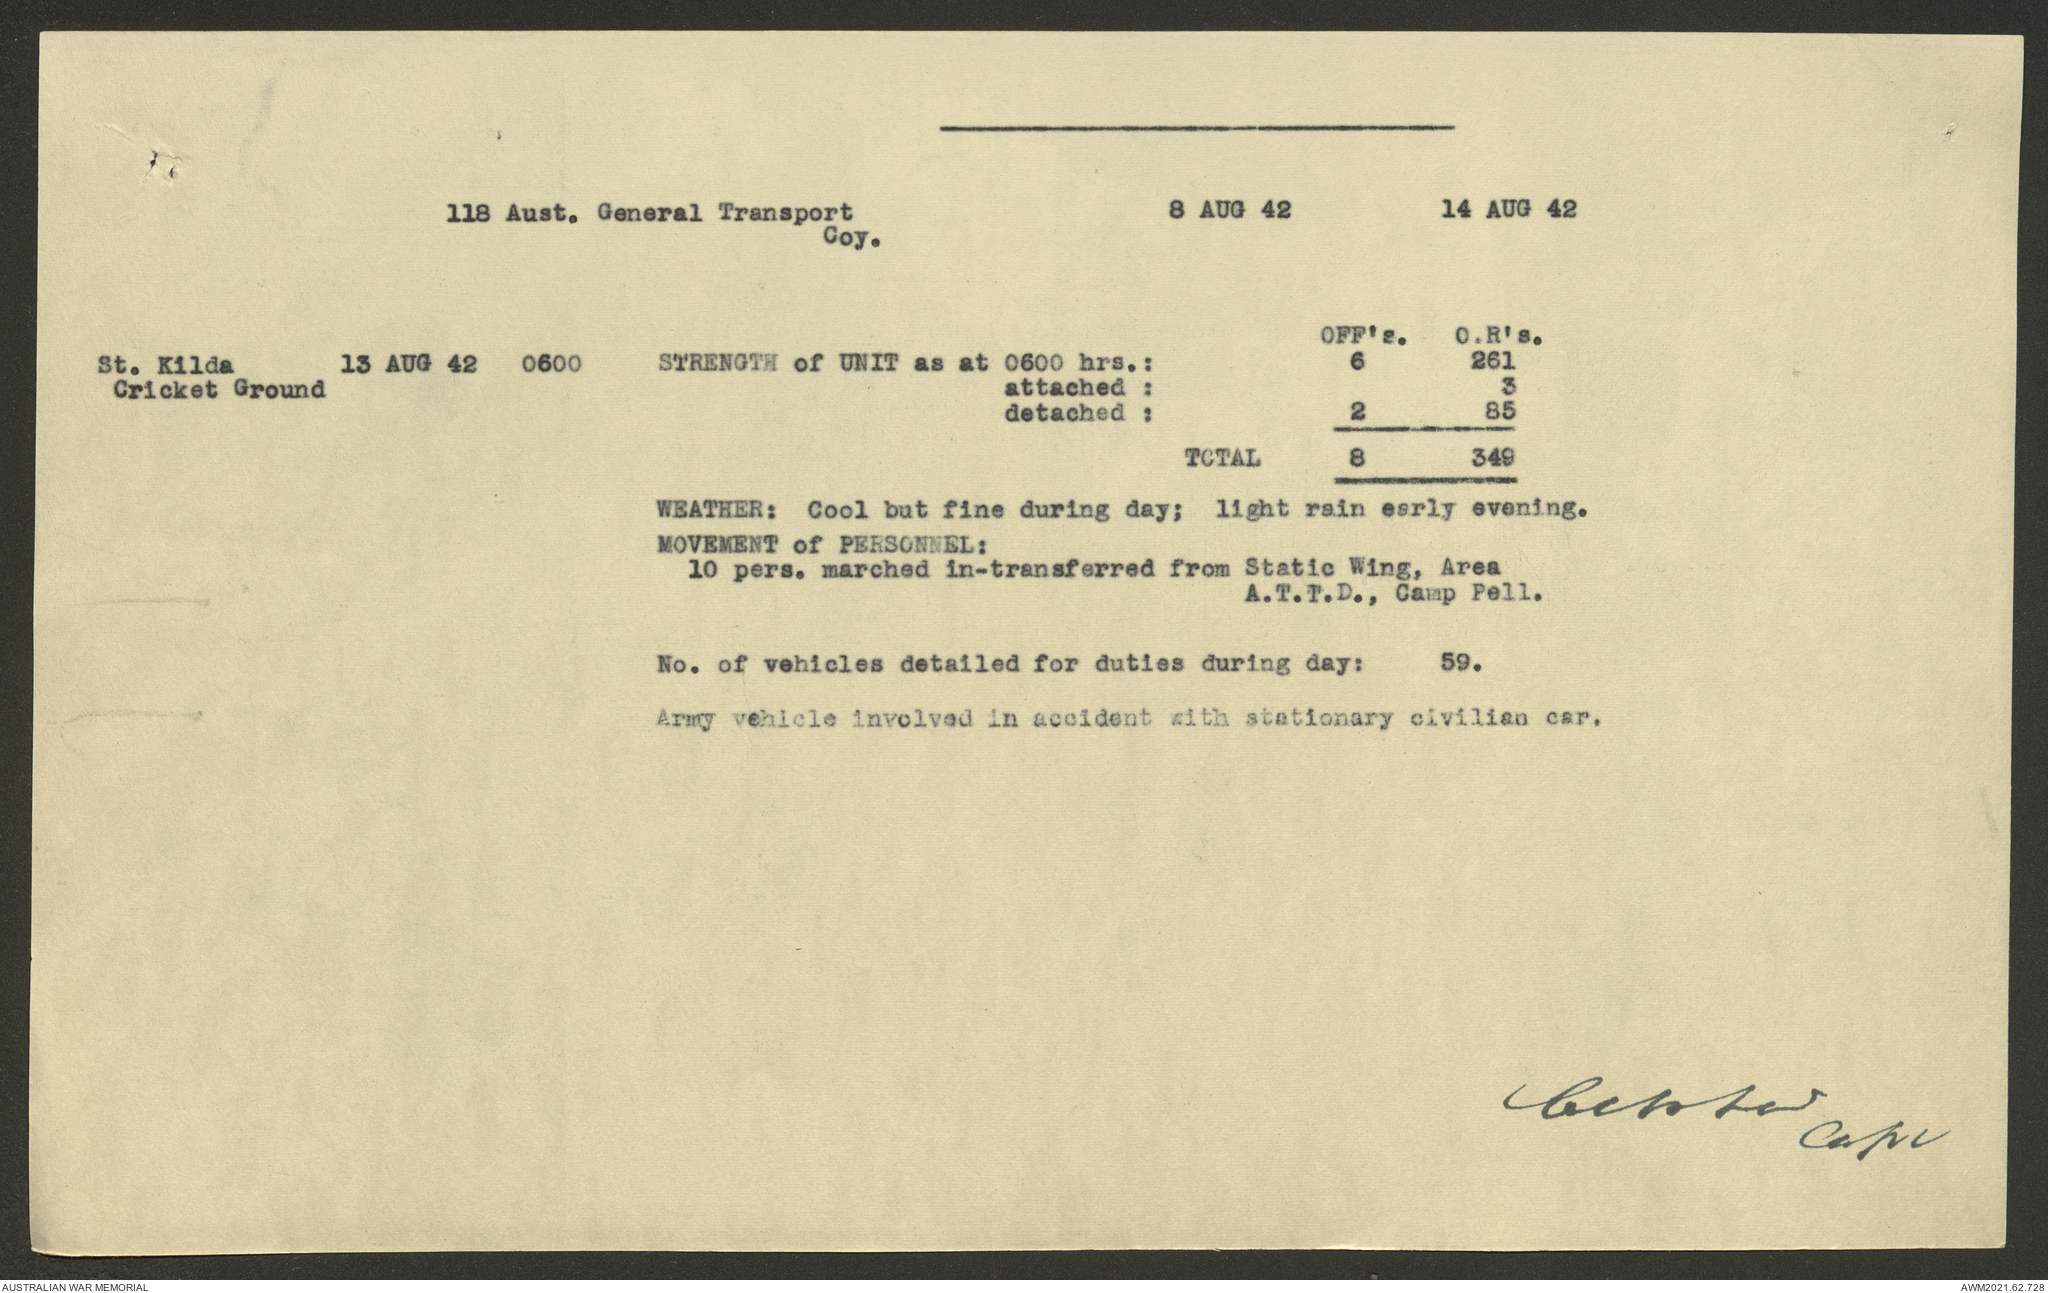 118 Aust. General Transport 8 AUG 42 14 AUG 42
Coy.
OFF's. O.R's.
St. Kilda 13 AUG 42 0600 STRENGTH of UNIT as at 0600 hrs.: 6 261
Cricket Ground attached : 3
detached : 2 85
TOTAL 8 349
WEATHER: Cool but fine during day; light rain early evening.
MOVEMENT of PERSONNEL:
10 pers. marched in-transferred from Static Wing, Area
A.T.T.D., Camp Pell.
No. of vehicles detailed for duties during day: 59.
Army vehicle involved in accident with stationary civilian car.
Capt
AUSTRALIAN WAR MEMORIAL AWM2021.62.728